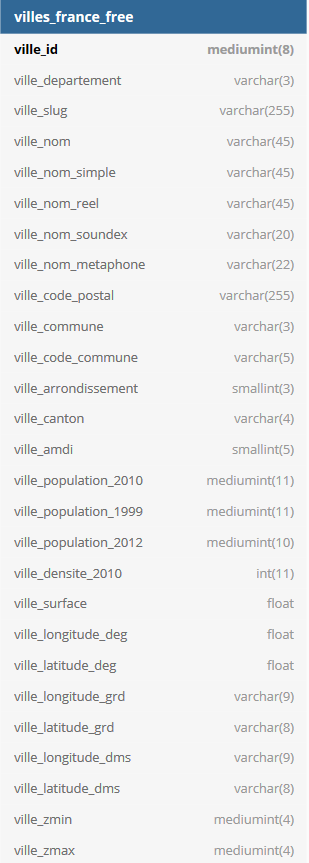 villes_france_free
ville_id mediumint(8)
ville_departement varchar(3)
ville_slug varchar(255)
ville_nom varchar(45)
ville_nom_simple varchar(45)
ville_nom_reel varchar(45)
ville_nom_soundex varchar(20)
ville_nom_metaphone varchar(22)
ville_code_postal varchar(255)
ville_commune varchar(3)
ville_code_commune varchar(5)
ville_arrondissement smallint(3)
ville_canton varchar(4)
ville_amdi smallint(5)
ville_population_2010 mediumint(11)
ville_population_1999 mediumint(11)
ville_population_2012 mediumint(10)
ville_densite_2010 int(11)
ville_surface float
ville_longitude_deg float
ville_latitude_deg float
ville_longitude_grd varchar(9)
ville_latitude_grd varchar(8)
ville_longitude_dms varchar(9)
ville_latitude_dms varchar(8)
ville_zmin mediumint(4)
ville_zmax mediumint(4)